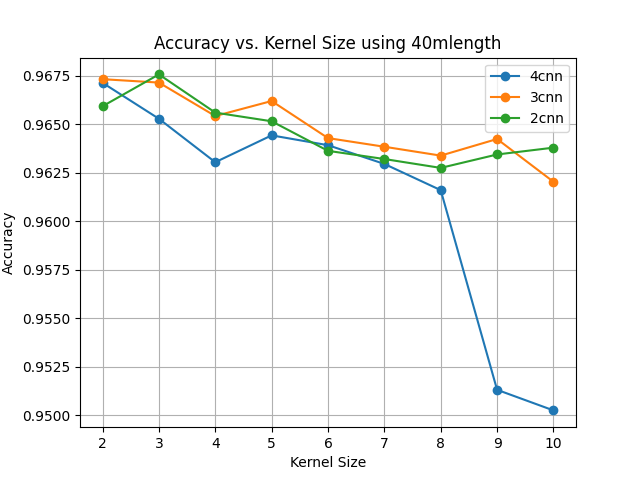 Accuracy vs. Kernel Size using 40mlength
4cnn
3cnn
2cnn
0.9675
0.9650
0.9625
0.9600
0.9575
0.9550
0.9525
0.9500
Accuracy
2 3 4 5 6 7 8 9 10
Kernel Size